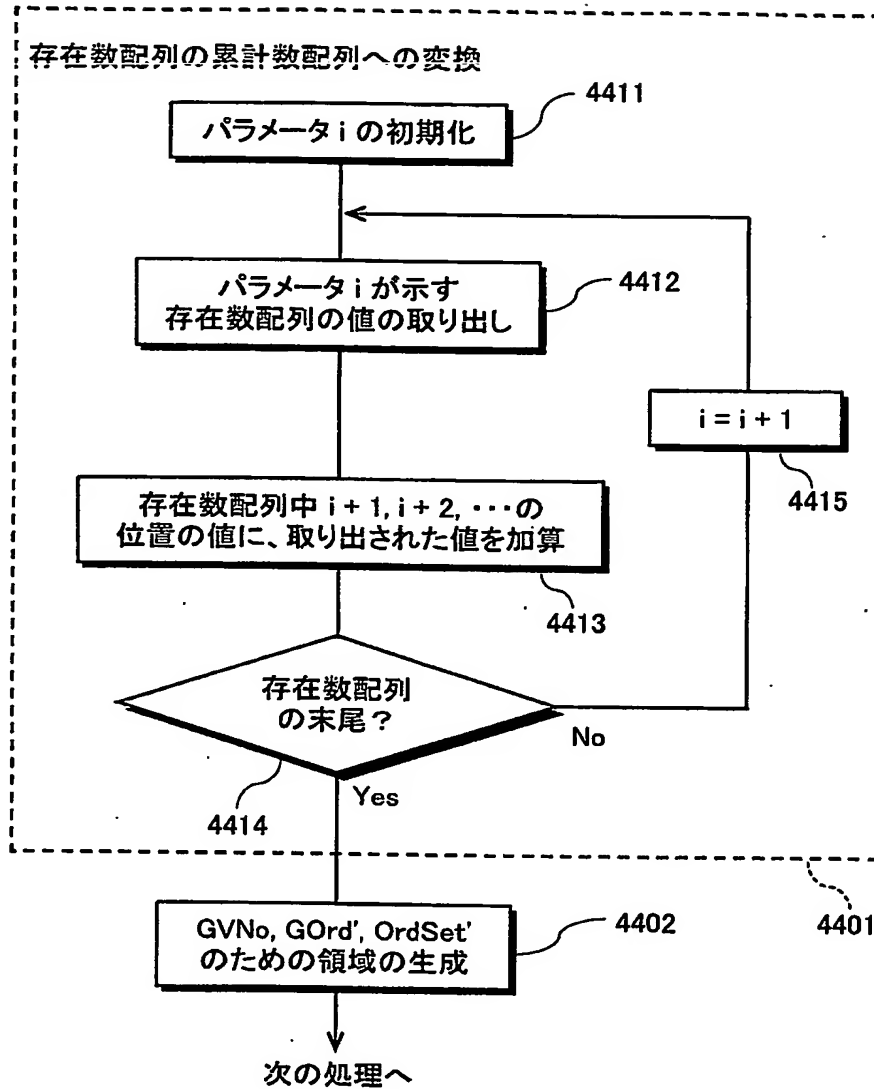 存在数配列の累計数配列への変換
4411
パラメータ i の初期化
4412
パラメータ i が示す
存在数配列の値の取り出し
i = i + 1
4415
存在数配列中 i + 1, i + 2, ・・・の
位置の値に、取り出された値を加算
4413
存在数配列
の末尾？
No
Yes
4414
4401
GVNo, GOrd', OrdSet'
のための領域の生成
4402
次の処理へ